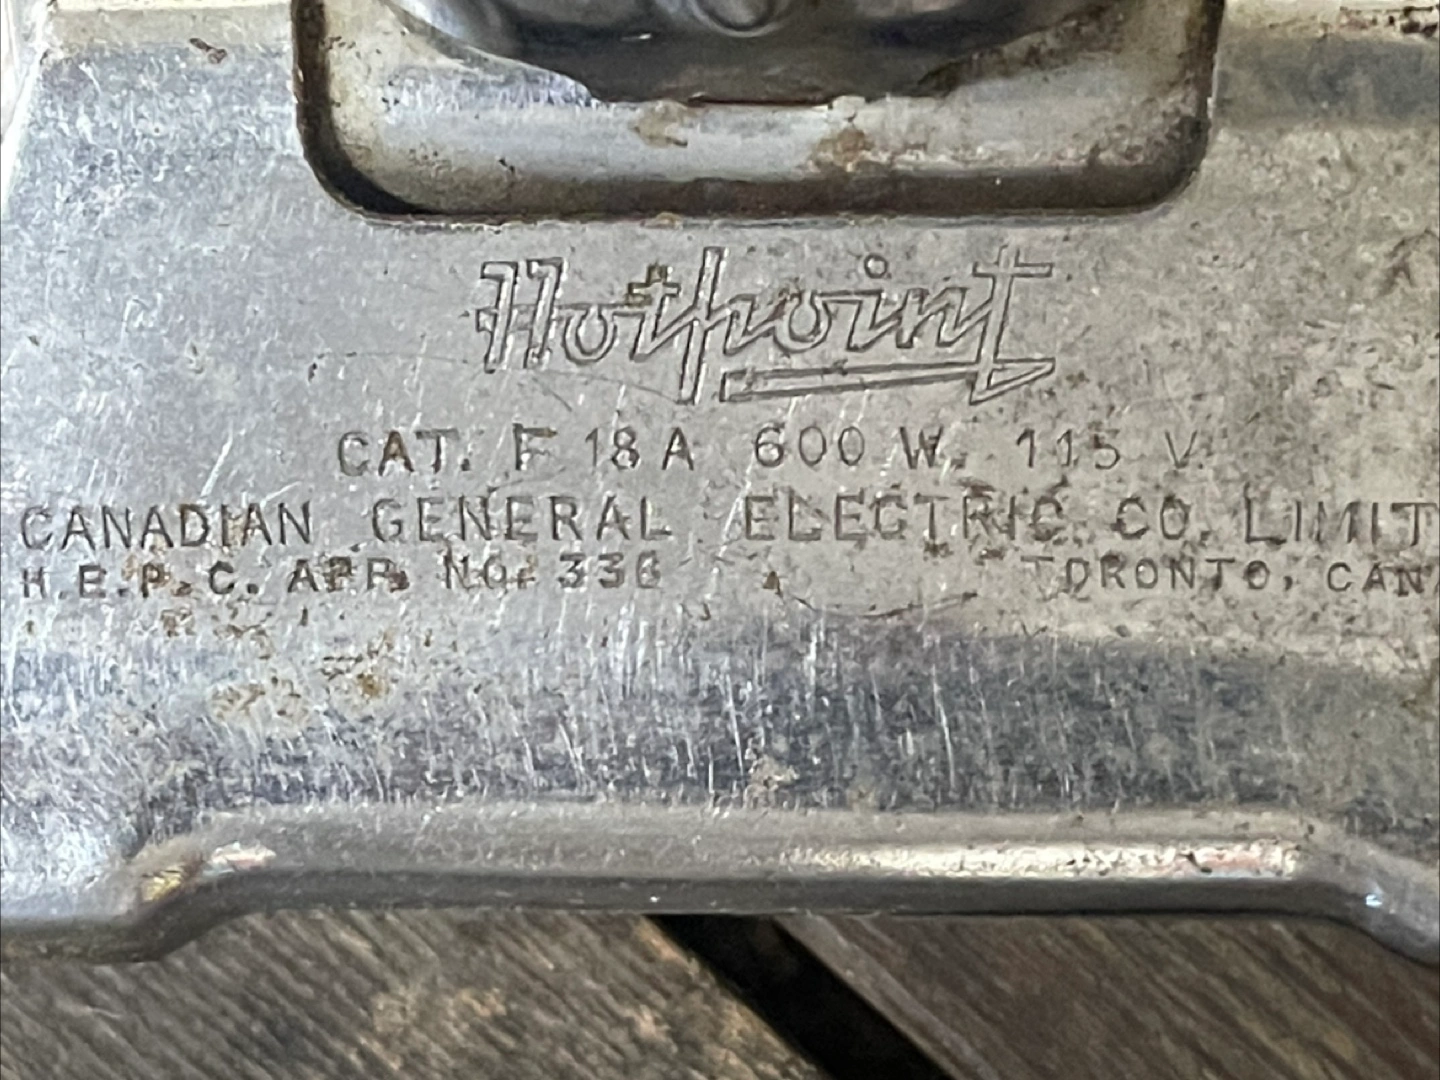 Hotpoint
CAT. F 18 A 600 W. 115 V.
CANADIAN GENERAL ELECTRIC CO. LIMIT
H.E.P.C. APP. NO. 336
TORONTO, CAN